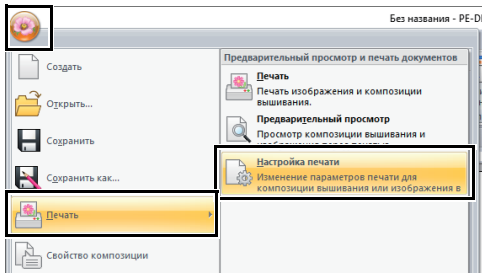 Без названия - PE-D
Создать
Открыть...
Сохранить
Сохранить как...
Печать
Свойство композиции
Предварительный просмотр и печать документов
Печать
Печать изображения и композиции
вышивания.
Предварительный просмотр
Просмотр композиции вышивания и
Настройка печати
Изменение параметров печати для
композиции вышивания или изображения в